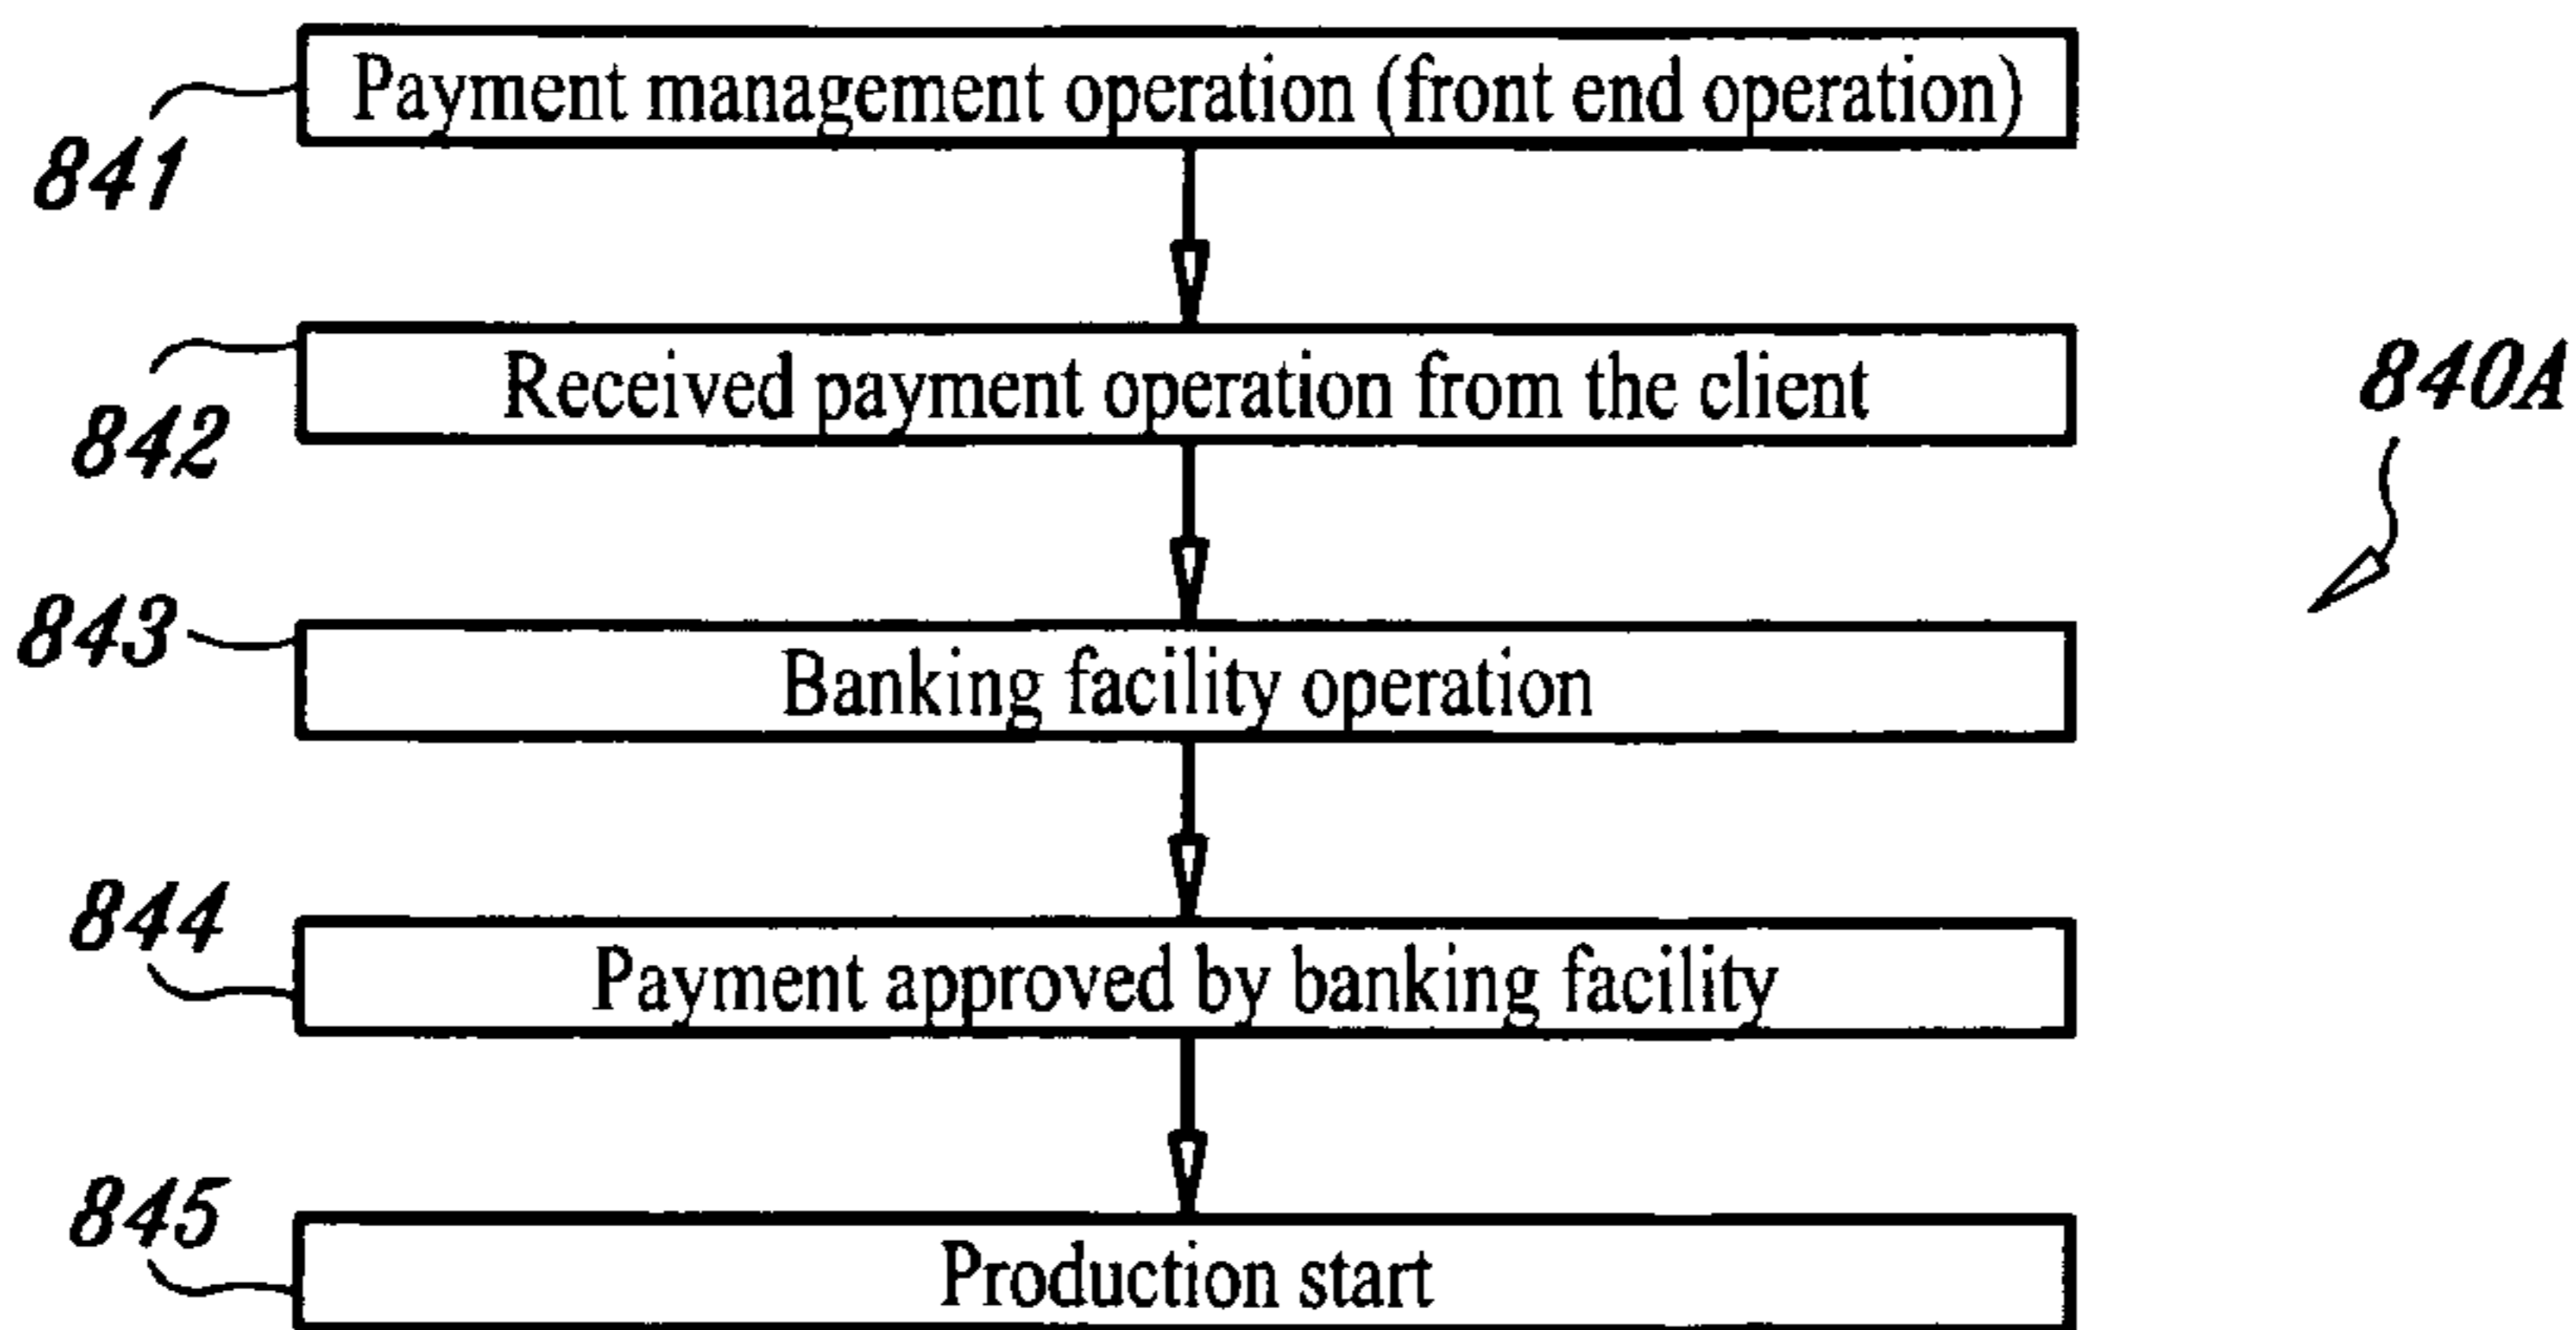 Payment management operation (front end operation)
841
Received payment operation from the client
842
840A
843
Banking facility operation
844
Payment approved by banking facility
845
Production start